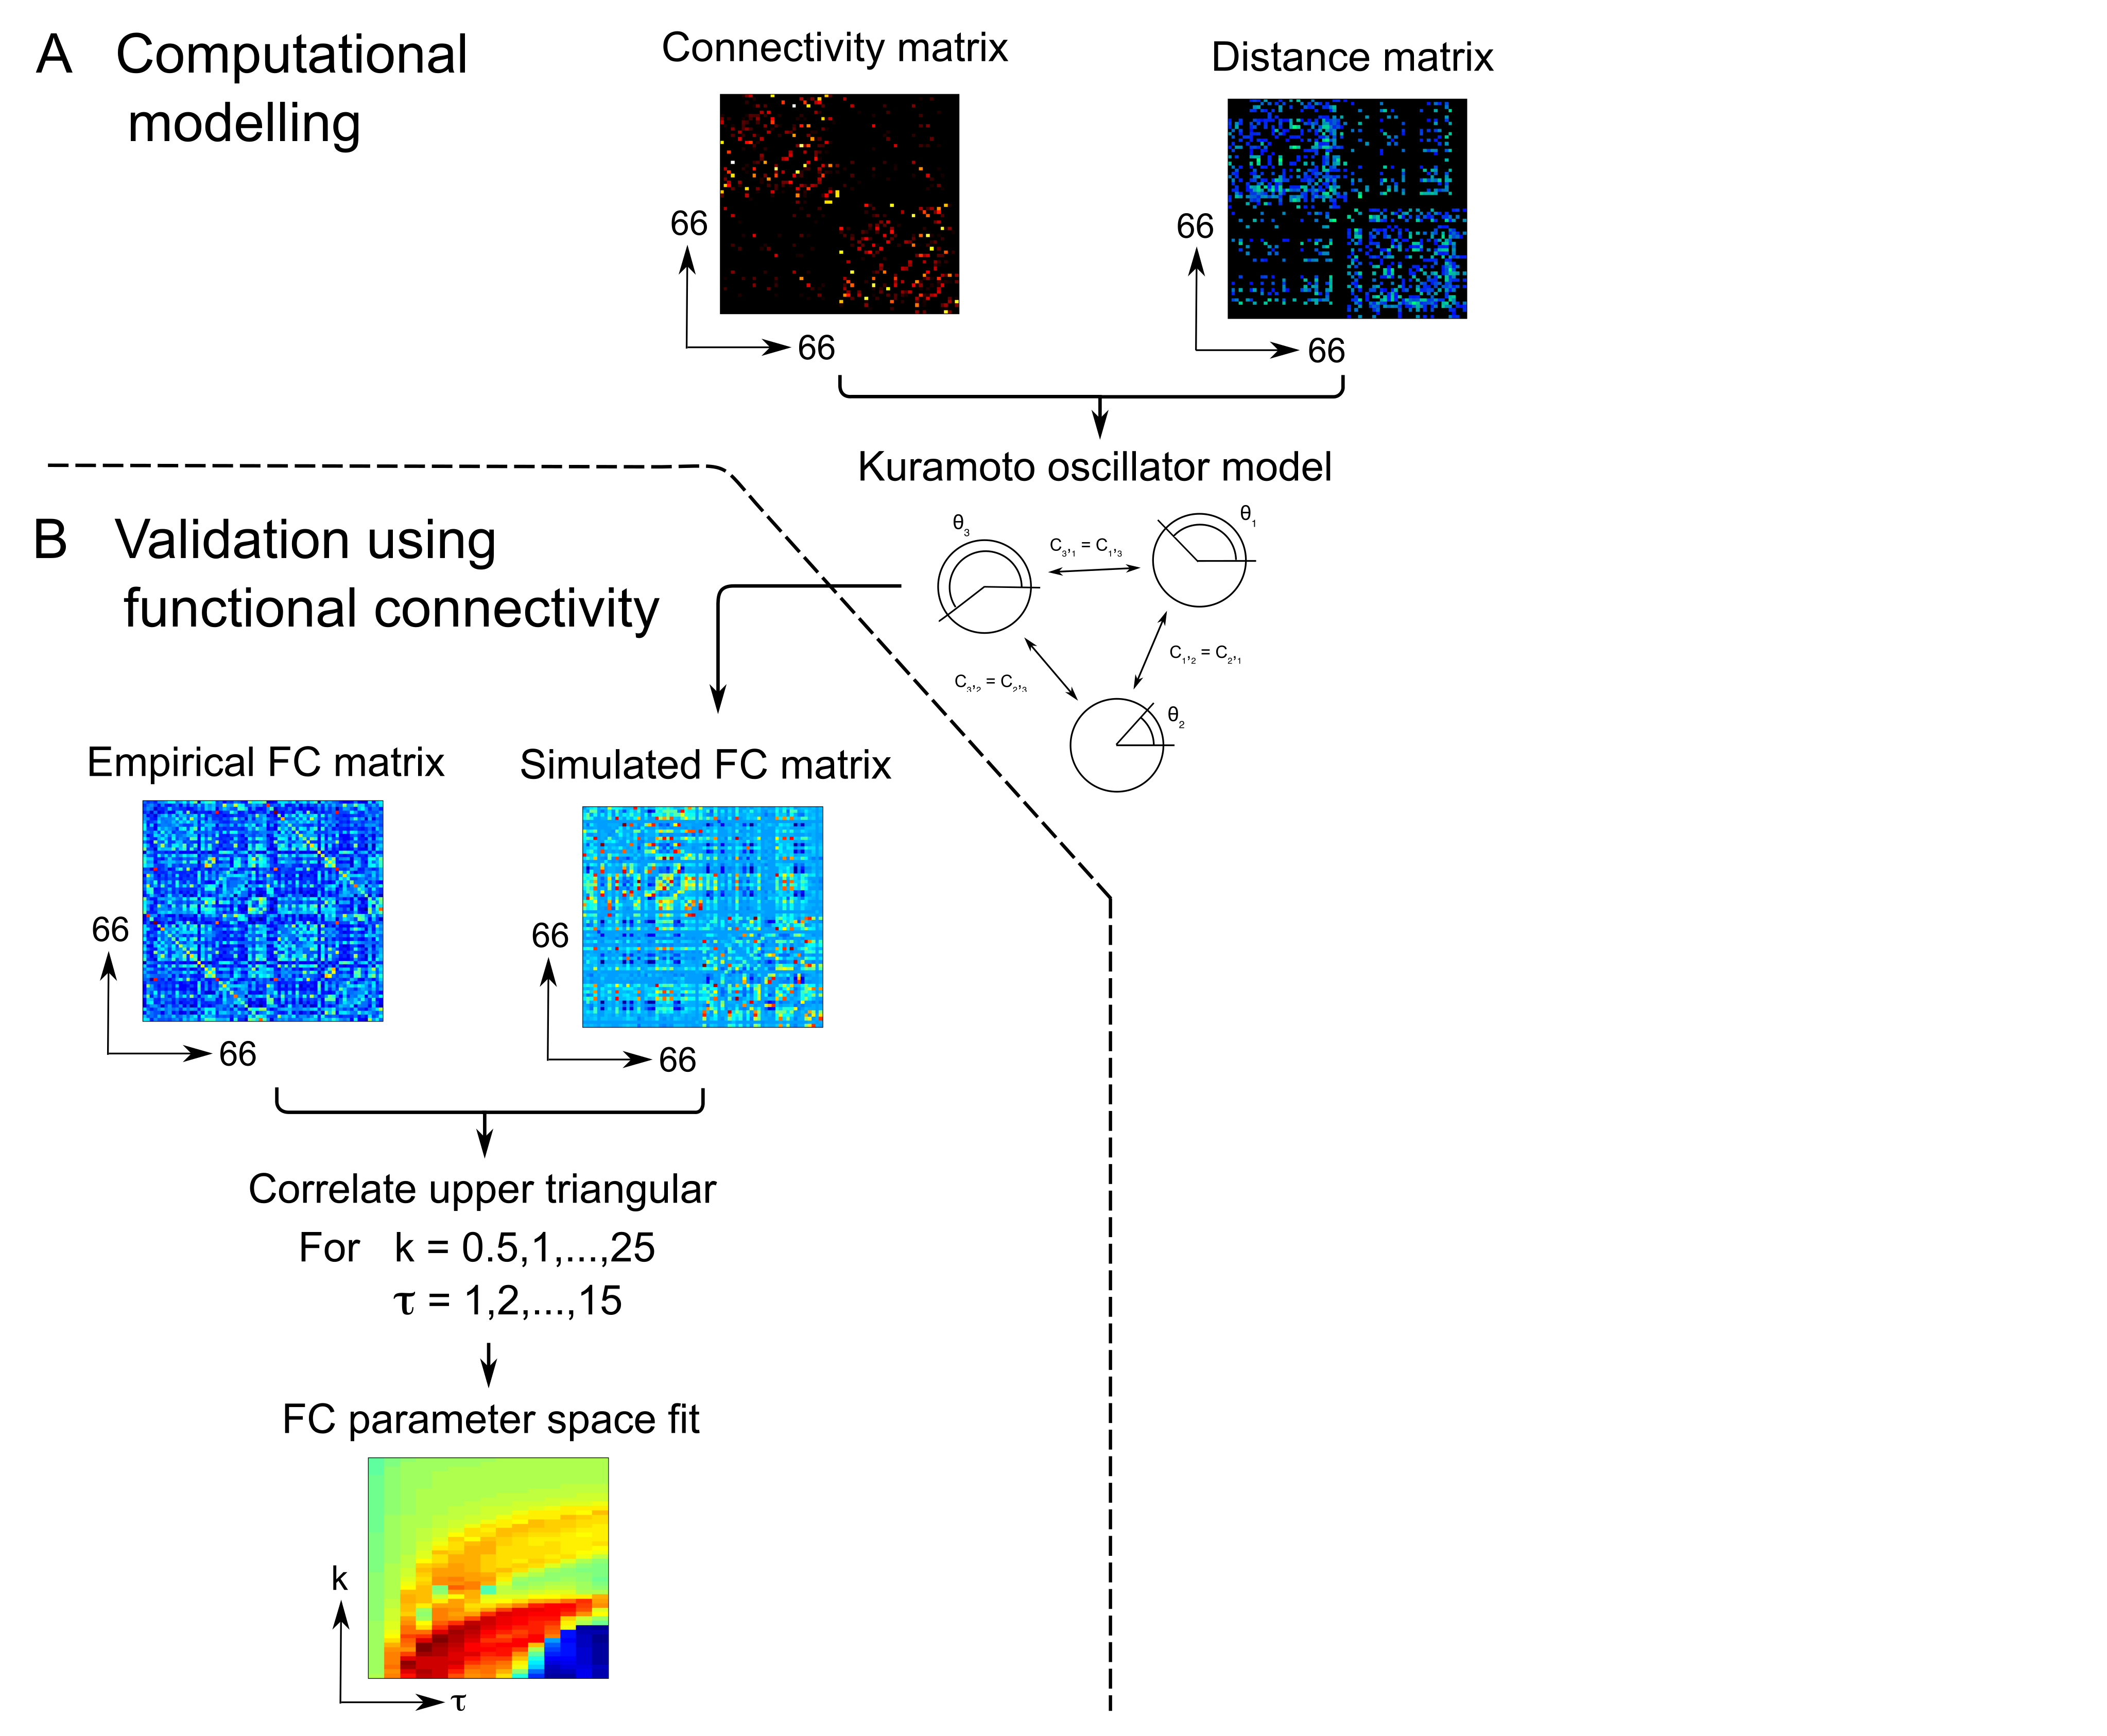 A Computational
modelling
Connectivity matrix
66
66
Distance matrix
66
66
Kuramoto oscillator model
θ3
C3,1 = C1,3
θ1
C1,2 = C2,1
C3,2 = C2,3
θ2
B Validation using
functional connectivity
Empirical FC matrix
66
66
Simulated FC matrix
66
66
Correlate upper triangular
For k = 0.5,1,...,25
τ = 1,2,...,15
FC parameter space fit
k
τ